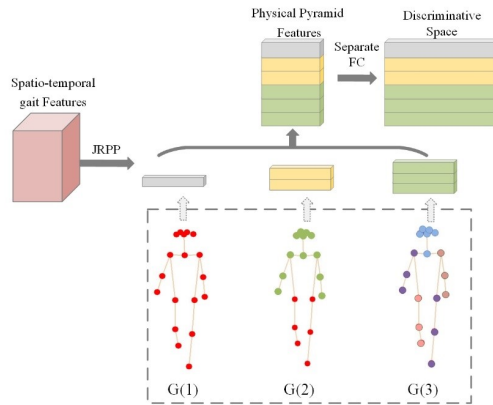 Physical Pyramid
Features
Discriminative
Space
Separate
FC
Spatio-temporal
gait Features
JRPP
G(1)
G(2)
G(3)